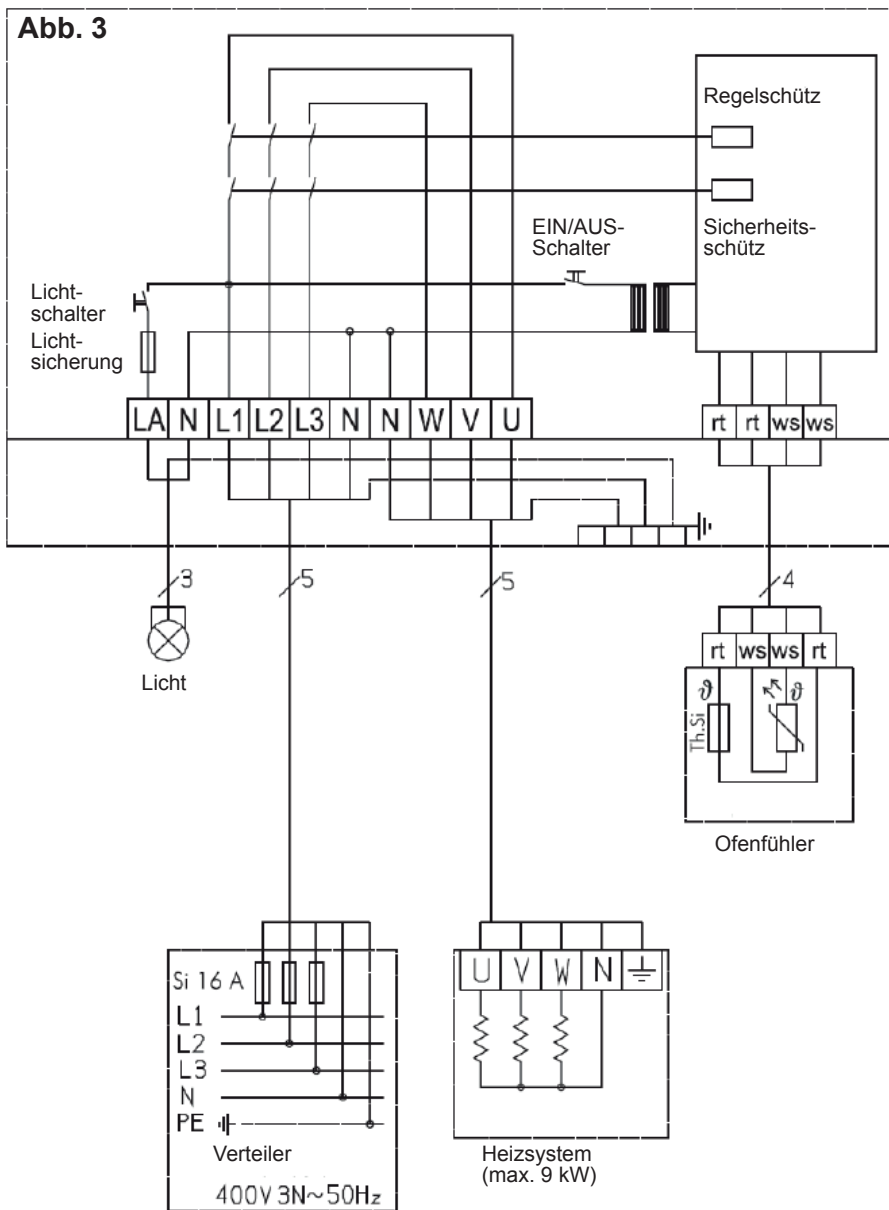 Abb. 3
Regelschütz
EIN/AUS-
Schalter
Sicherheits-
schütz
Licht-
schalter
Licht-
sicherung
LA N L1 L2 L3 N N W V U
rt rt ws ws
3
5
5
4
Licht
rt ws ws rt
ϑ
ϑ
Th.Si
Ofenfühler
Si 16 A
L1
L2
L3
N
PE
Verteiler
400V 3N~50Hz
U V W N
Heizsystem
(max. 9 kW)